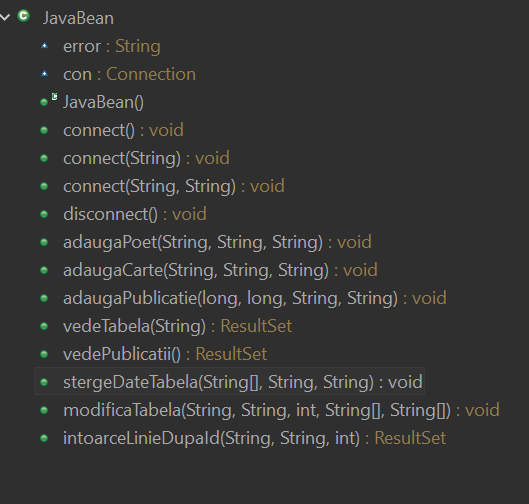 JavaBean
error : String
con : Connection
JavaBean()
connect() : void
connect(String) : void
connect(String, String) : void
disconnect() : void
adaugaPoet(String, String, String) : void
adaugaCarte(String, String, String) : void
adaugaPublicatie(long, long, String, String) : void
vedeTabela(String) : ResultSet
vedePublicatii() : ResultSet
stergeDateTabela(String[], String, String) : void
modificaTabela(String, String, int, String[], String[]) : void
intoarceLinieDupaId(String, String, int) : ResultSet